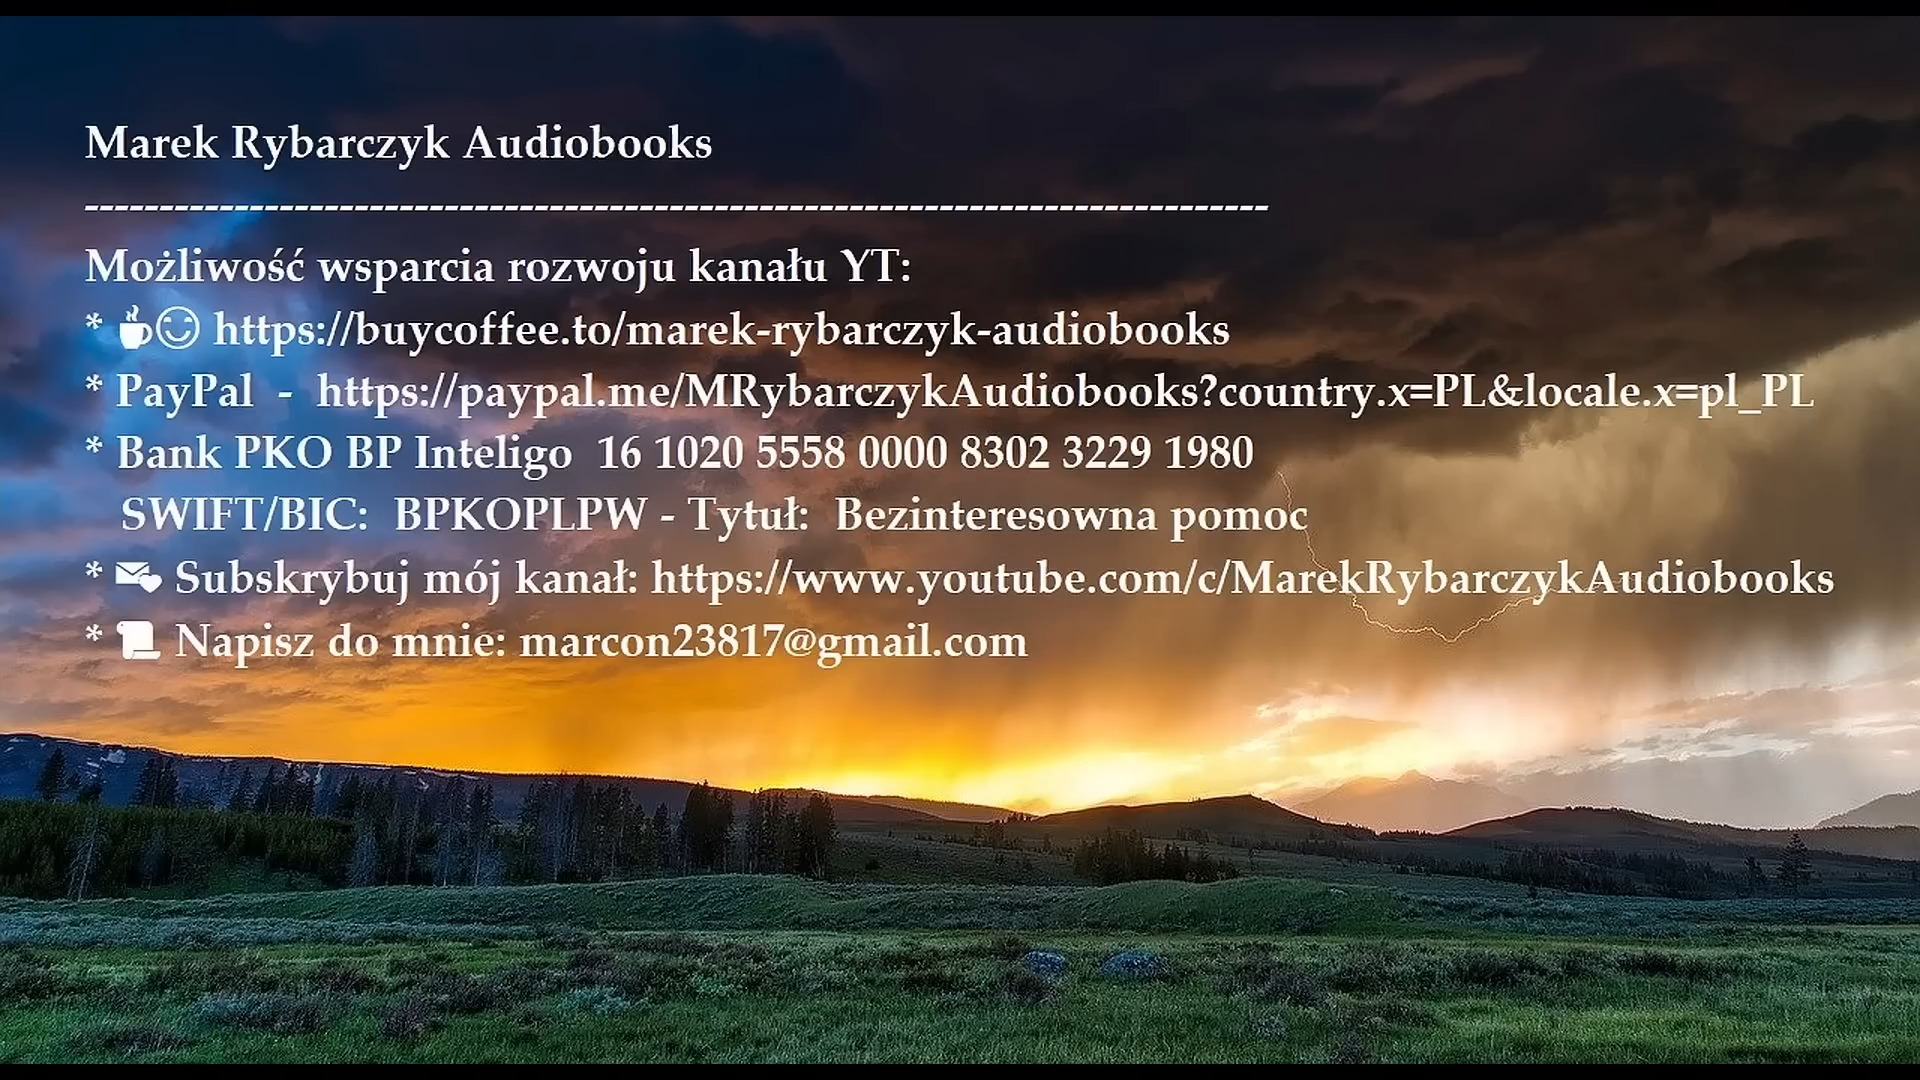 Marek Rybarczyk Audiobooks
-------------------------------------------------------------------------------
Możliwość wsparcia rozwoju kanału YT:
* ☕😊 https://buycoffee.to/marek-rybarczyk-audiobooks
* PayPal - https://paypal.me/MRybarczykAudiobooks?country.x=PL&locale.x=pl_PL
* Bank PKO BP Inteligo 16 1020 5558 0000 8302 3229 1980
SWIFT/BIC: BPKOPLPW - Tytuł: Bezinteresowna pomoc
* Subskrybuj mój kanał: https://www.youtube.com/c/MarekRybarczykAudiobooks
* Napisz do mnie: marcon23817@gmail.com